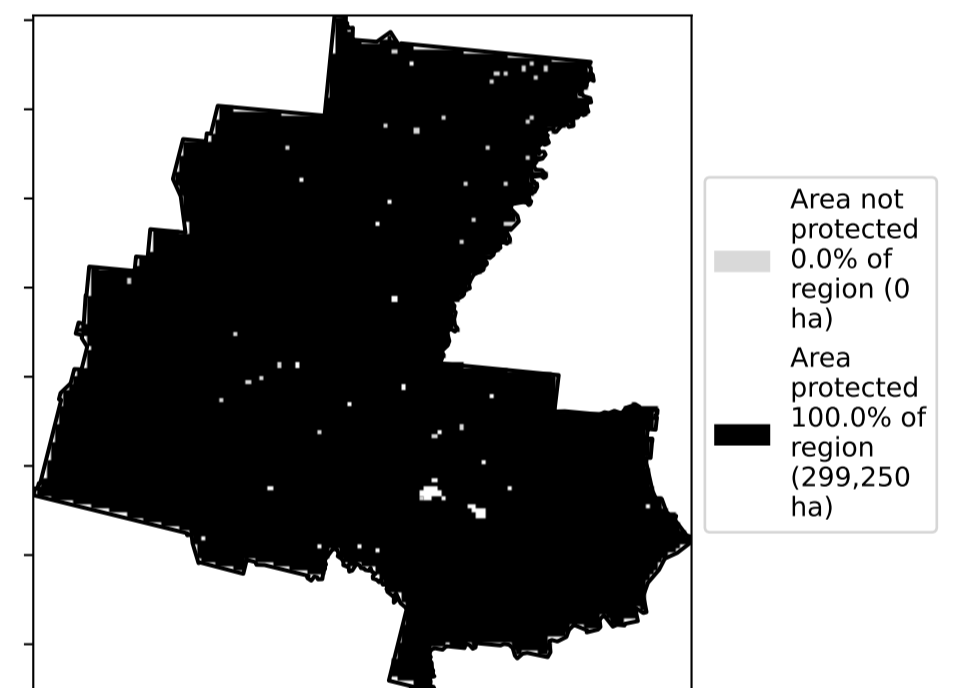 Area not
protected
0.0% of
region (0
ha)
Area
protected
100.0% of
region
(299,250
ha)